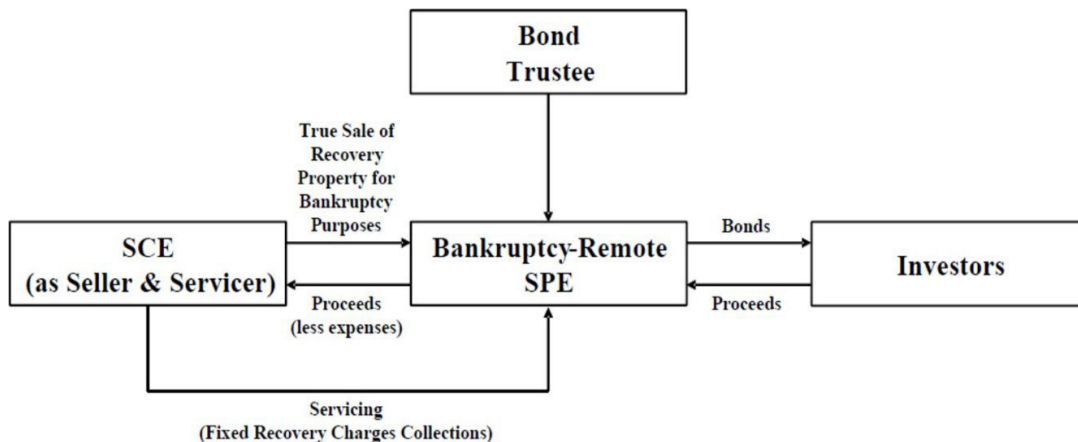 Bond
Trustee
True Sale of
Recovery
Property for
Bankruptcy
Purposes
SCE
(as Seller & Servicer)
Proceeds
(less expenses)
Bankruptcy-Remote
SPE
Bonds
Proceeds
Investors
Servicing
(Fixed Recovery Charges Collections)